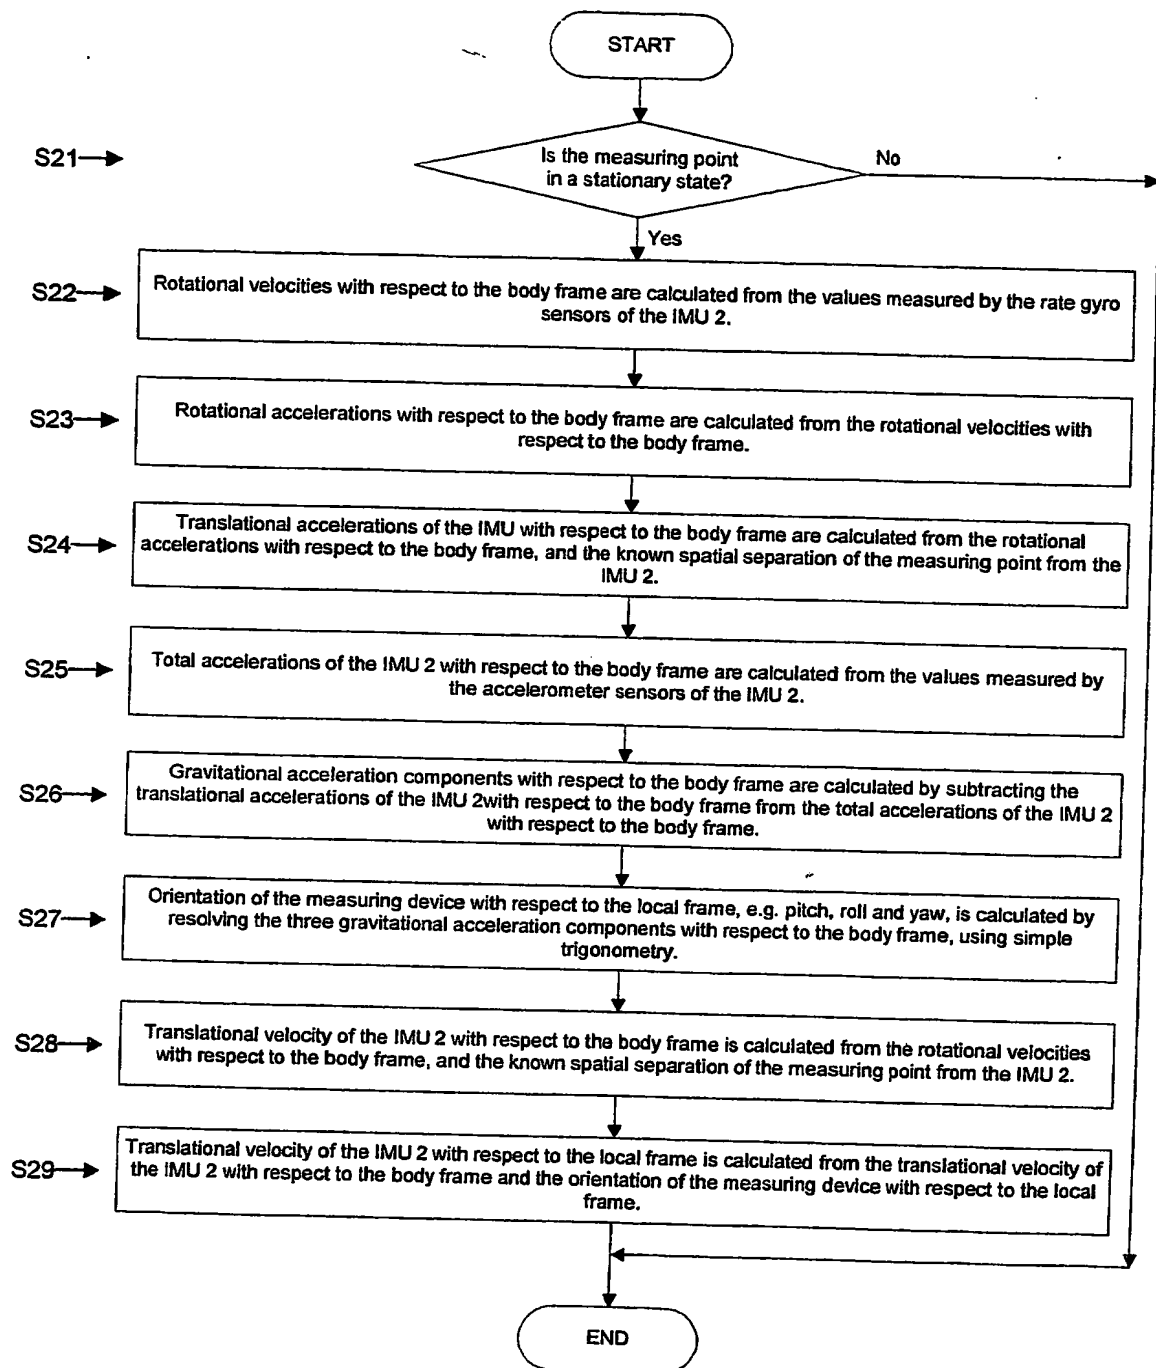 START
S21
Is the measuring point
in a stationary state?
No
Yes
S22
Rotational velocities with respect to the body frame are calculated from the values measured by the rate gyro
sensors of the IMU 2.
S23
Rotational accelerations with respect to the body frame are calculated from the rotational velocities with
respect to the body frame.
S24
Translational accelerations of the IMU with respect to the body frame are calculated from the rotational
accelerations with respect to the body frame, and the known spatial separation of the measuring point from the
IMU 2.
S25
Total accelerations of the IMU 2 with respect to the body frame are calculated from the values measured by
the accelerometer sensors of the IMU 2.
S26
Gravitational acceleration components with respect to the body frame are calculated by subtracting the
translational accelerations of the IMU 2with respect to the body frame from the total accelerations of the IMU 2
with respect to the body frame.
S27
Orientation of the measuring device with respect to the local frame, e.g. pitch, roll and yaw, is calculated by
resolving the three gravitational acceleration components with respect to the body frame, using simple
trigonometry.
S28
Translational velocity of the IMU 2 with respect to the body frame is calculated from the rotational velocities
with respect to the body frame, and the known spatial separation of the measuring point from the IMU 2.
S29
Translational velocity of the IMU 2 with respect to the local frame is calculated from the translational velocity of
the IMU 2 with respect to the body frame and the orientation of the measuring device with respect to the local
frame.
END